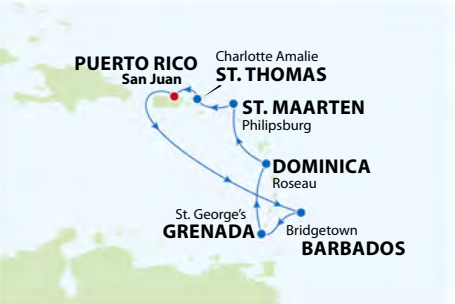 Charlotte Amalie
ST. THOMAS
PUERTO RICO
San Juan
ST. MAARTEN
Philipsburg
DOMINICA
Roseau
St. George's
GRENADA
Bridgetown
BARBADOS